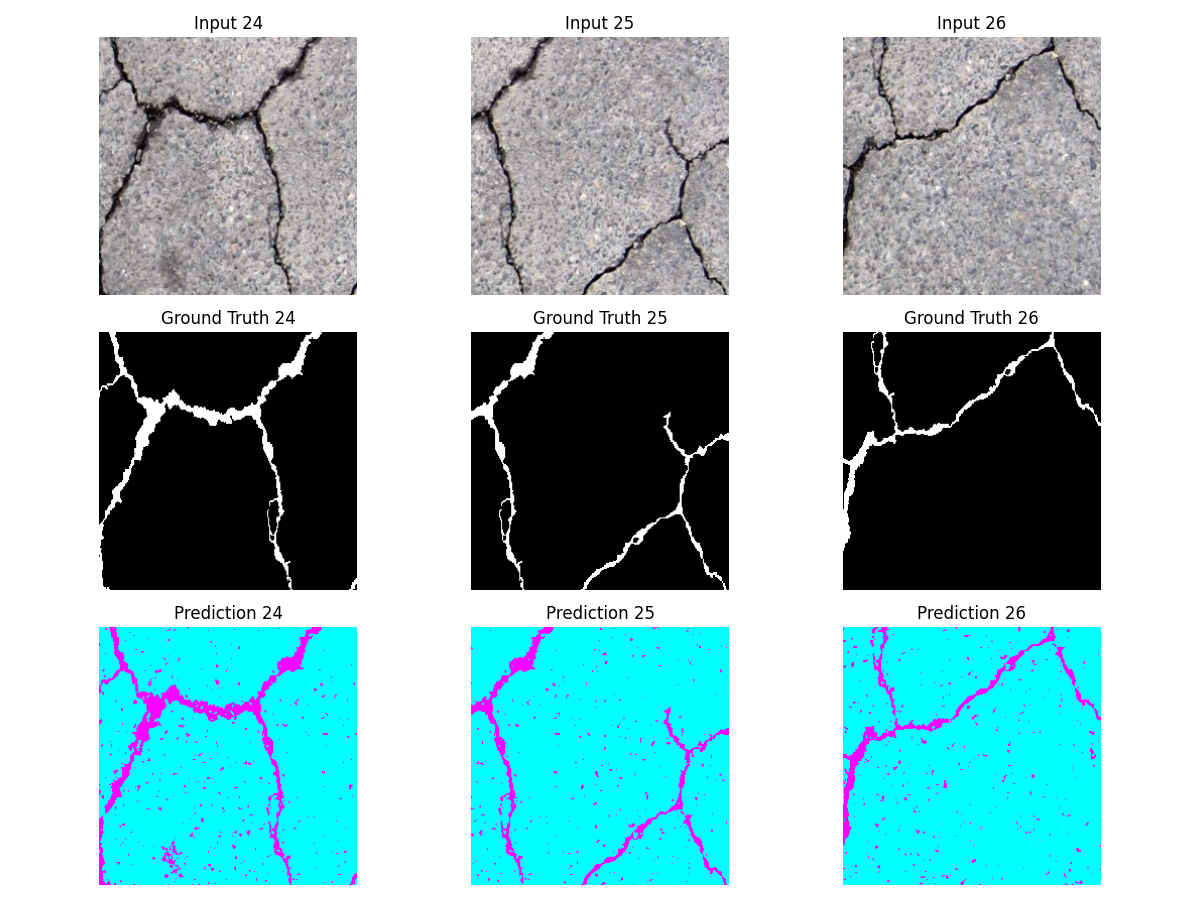 Input 24
Input 25
Input 26
Ground Truth 24
Ground Truth 25
Ground Truth 26
Prediction 24
Prediction 25
Prediction 26